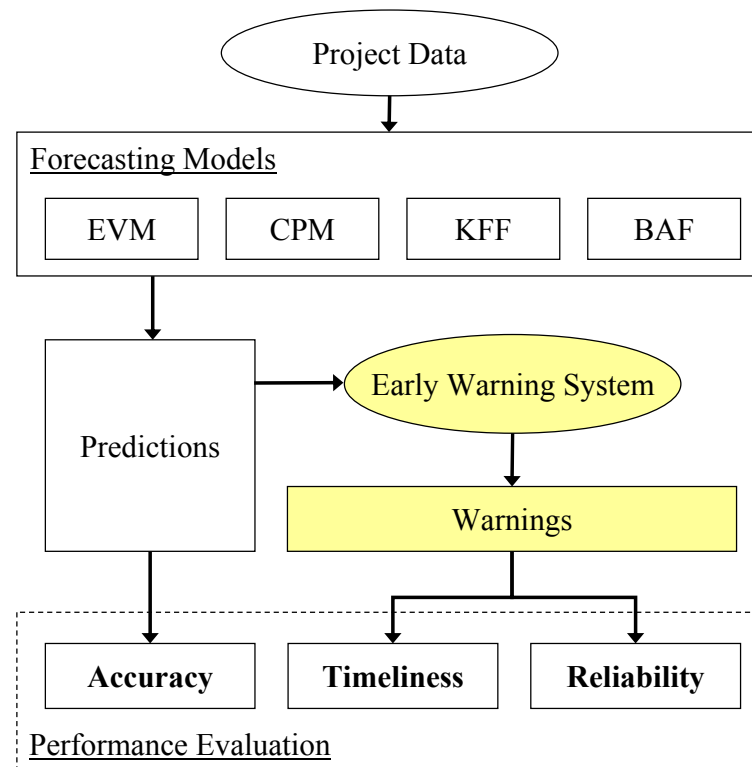 Project Data
Forecasting Models
EVM
CPM
KFF
BAF
Predictions
Early Warning System
Warnings
Accuracy
Timeliness
Reliability
Performance Evaluation